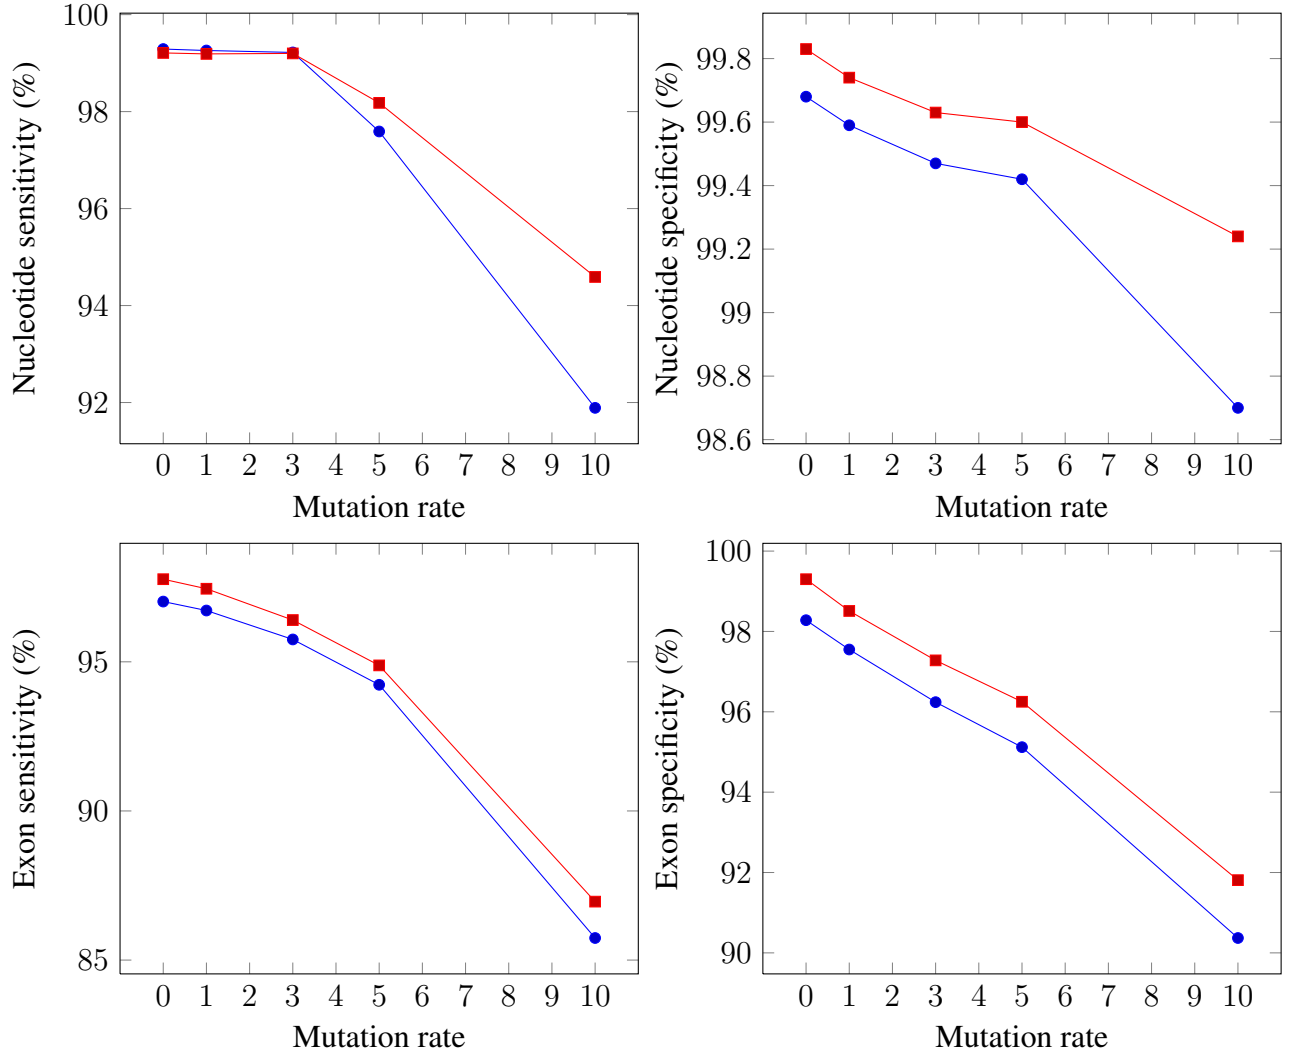 Nucleotide sensitivity (%)
100
98
96
94
92
0 1 2 3 4 5 6 7 8 9 10
Mutation rate
Nucleotide specificity (%)
99.8
99.6
99.4
99.2
99
98.8
98.6
0 1 2 3 4 5 6 7 8 9 10
Mutation rate
Exon sensitivity (%)
95
90
85
0 1 2 3 4 5 6 7 8 9 10
Mutation rate
Exon specificity (%)
100
98
96
94
92
90
0 1 2 3 4 5 6 7 8 9 10
Mutation rate